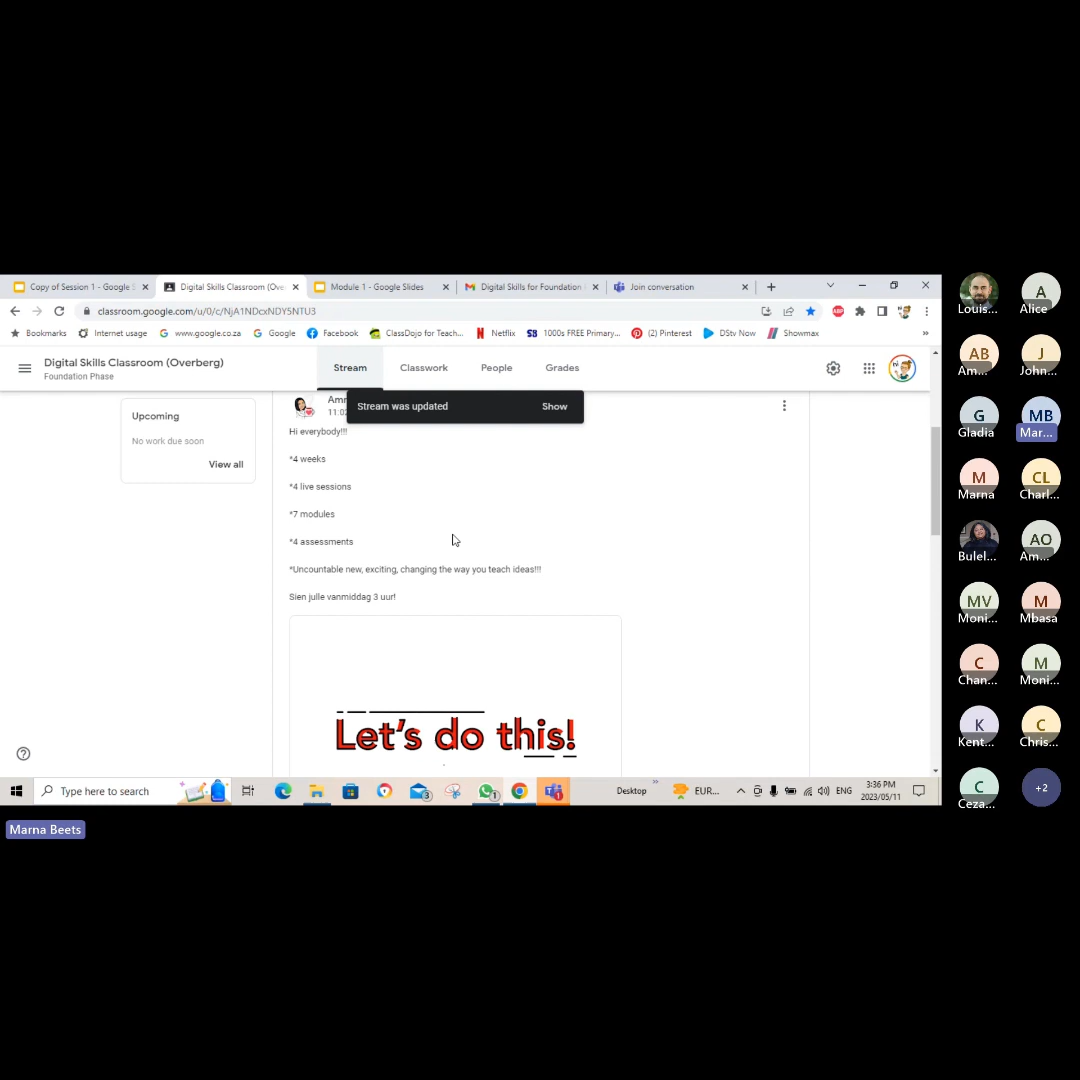 Copy of Session 1 - Google S
Digital Skills Classroom (Ove
Module 1 - Google Slides
Digital Skills for Foundation
Join conversation
classroom.google.com/u/0/c/NjA1NDcxNDY5NTU3
Bookmarks
Internet usage
www.google.co.za
Google
Facebook
ClassDojo for Teach...
Netflix
1000s FREE Primary...
(2) Pinterest
DStv Now
Showmax
Digital Skills Classroom (Overberg)
Foundation Phase
Stream
Classwork
People
Grades
Upcoming
No work due soon
View all
Stream was updated
Show
Hi everybody!!!
*4 weeks
*4 live sessions
*7 modules
*4 assessments
*Uncountable new, exciting, changing the way you teach ideas!!!
Sien julle vanmiddag 3 uur!
Let's do this!
Type here to search
Desktop
EUR...
ENG
3:36 PM
2023/05/11
Marna Beets
Louis...
A
Alice
AB
Am...
J
John...
G
Gladia
MB
Mar...
M
Marna
CL
Charl...
Bulel...
AO
Am...
MV
Moni...
M
Mbasa
C
Chan...
M
Moni...
K
Kent...
C
Chris...
C
Ceza...
+2